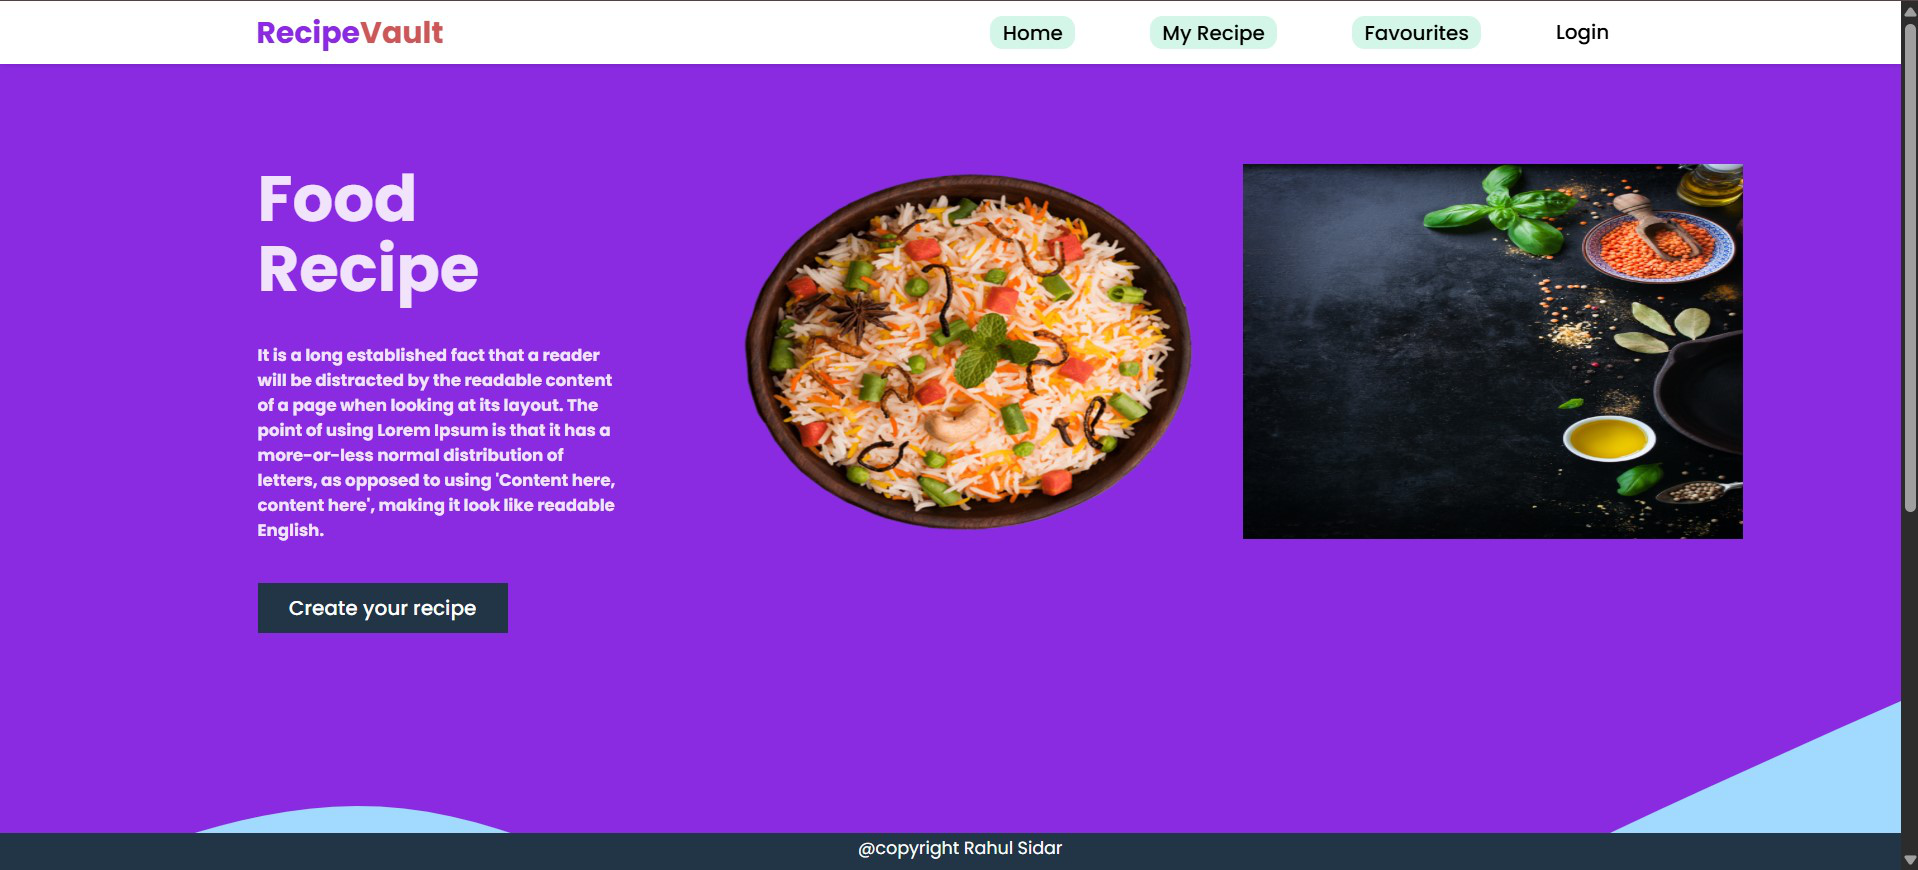 RecipeVault
Home
My Recipe
Favourites
Login
Food
Recipe
It is a long established fact that a reader
will be distracted by the readable content
of a page when looking at its layout. The
point of using Lorem Ipsum is that it has a
more-or-less normal distribution of
letters, as opposed to using 'Content here,
content here', making it look like readable
English.
Create your recipe
@copyright Rahul Sidar